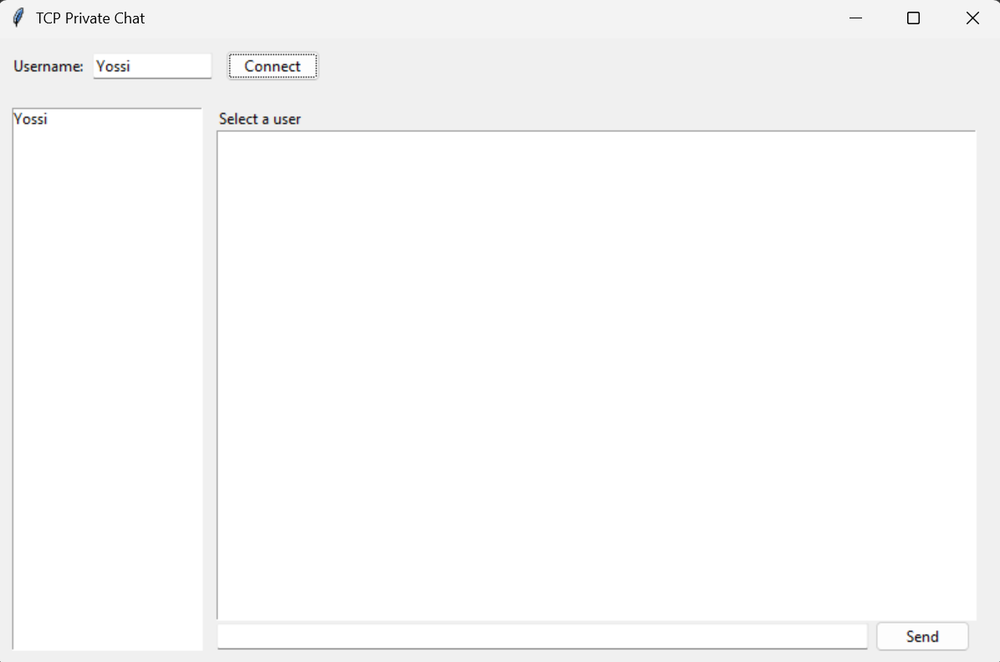 TCP Private Chat
Username: Yossi Connect
Yossi
Select a user
Send